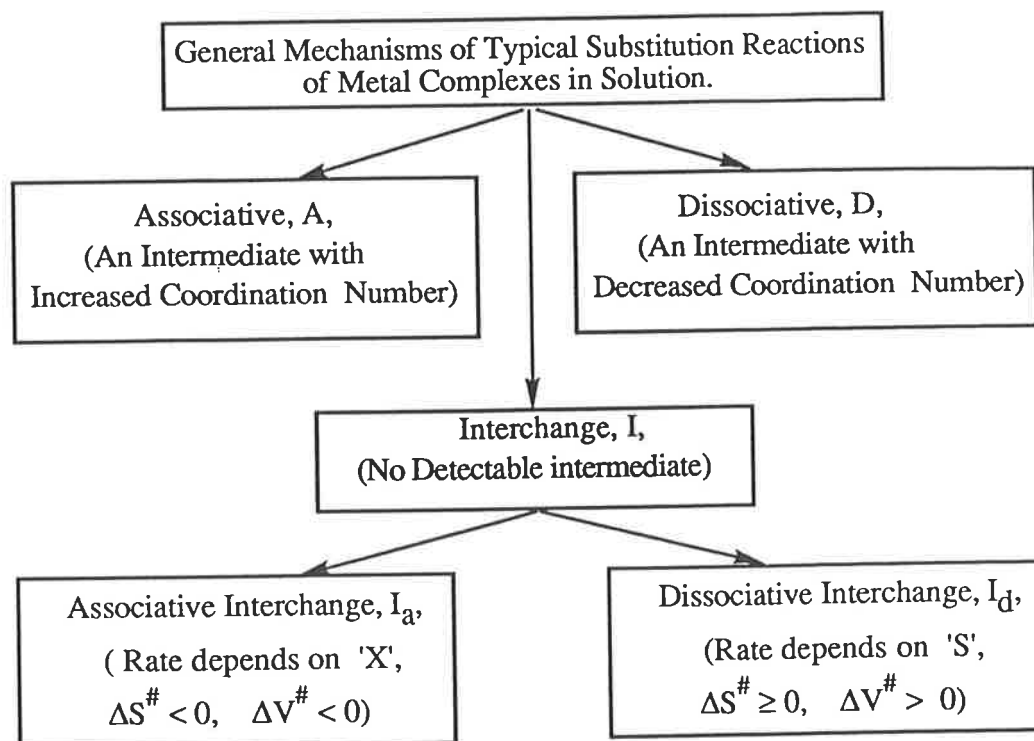 General Mechanisms of Typical Substitution Reactions
of Metal Complexes in Solution.
Associative, A,
(An Intermediate with
Increased Coordination Number)
Dissociative, D,
(An Intermediate with
Decreased Coordination Number)
Interchange, I,
(No Detectable intermediate)
Associative Interchange, Iₐ,
( Rate depends on 'X',
ΔS# < 0, ΔV# < 0)
Dissociative Interchange, I_d,
(Rate depends on 'S',
ΔS# ≥ 0, ΔV# > 0)